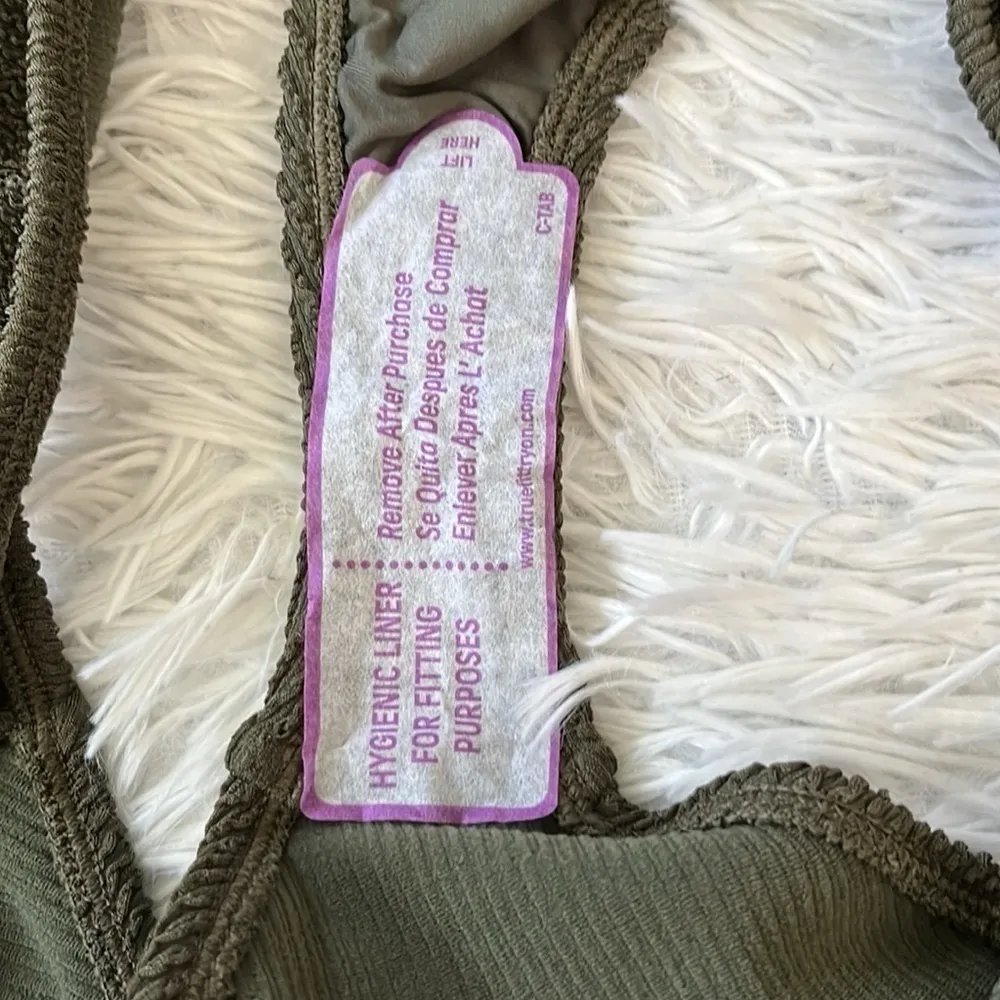 LIFT
HERE
C-TAB
HYGIENIC LINER
FOR FITTING
PURPOSES
Remove After Purchase
Se Quita Despues de Comprar
Enlever Apres L' Achat
www.truefittryon.com